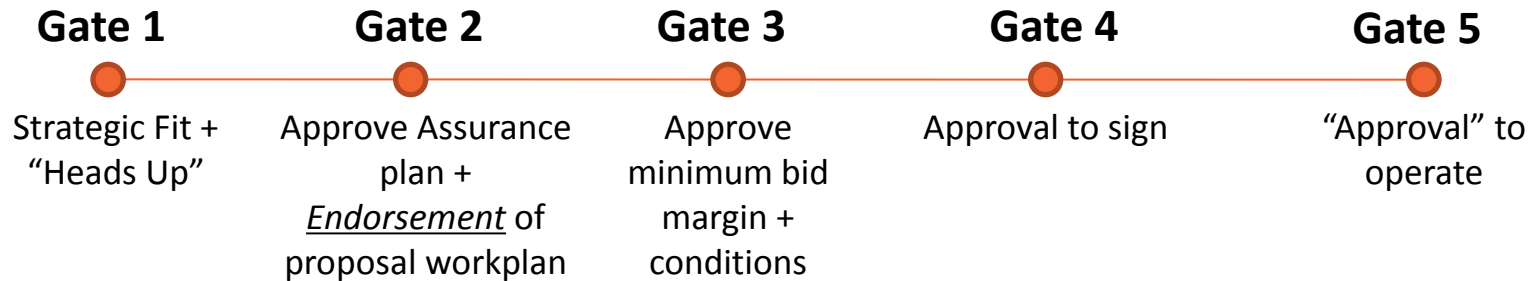 Gate 1
Strategic Fit +
“Heads Up”
Gate 2
Approve Assurance
plan +
Endorsement of
proposal workplan
Gate 3
Approve
minimum bid
margin +
conditions
Gate 4
Approval to sign
Gate 5
“Approval” to
operate